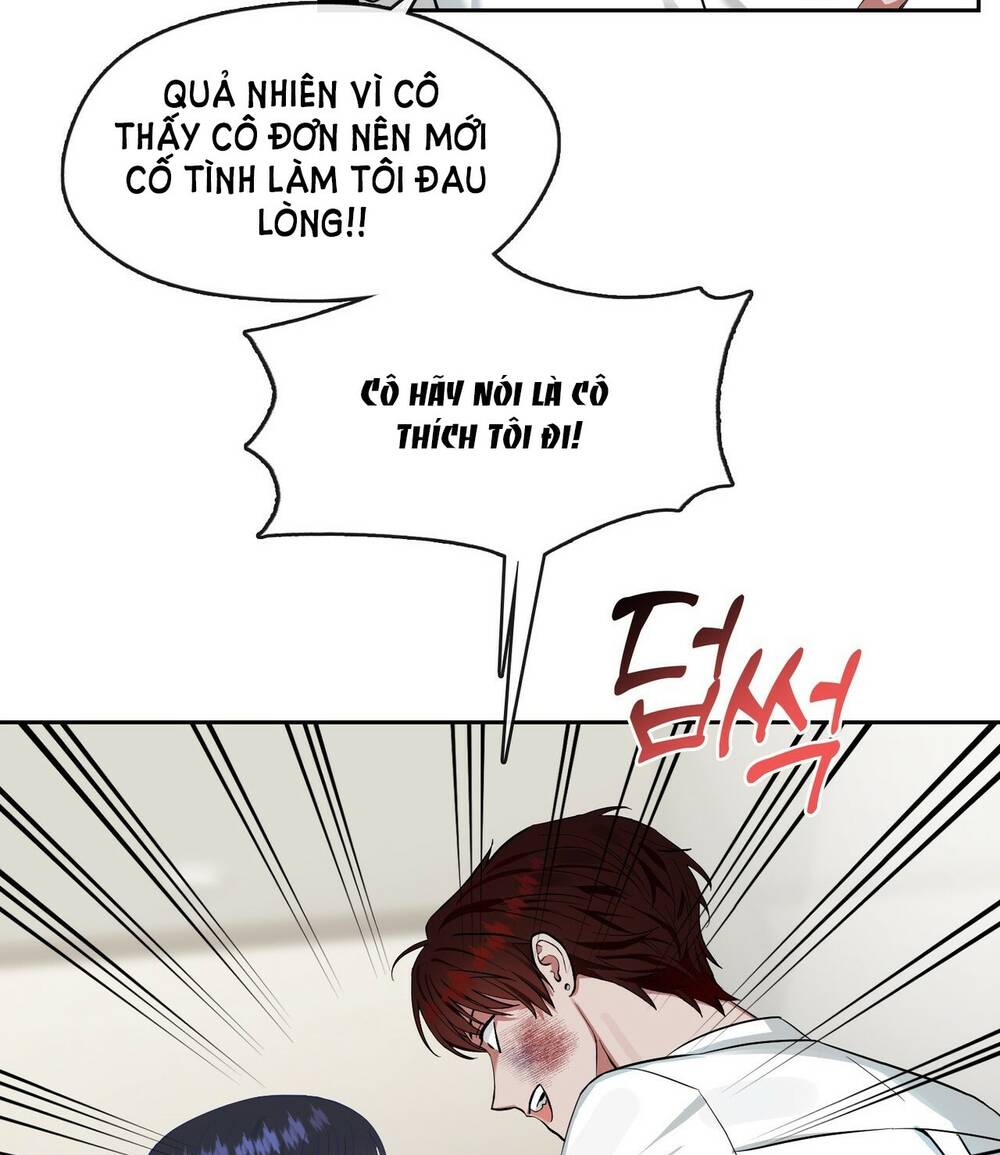 QUẢ NHIÊN VÌ CÔ
THẤY CÔ ĐƠN NÊN MỚI
CỐ TÌNH LÀM TÔI ĐAU
LÒNG!!
CÔ HÃY NÓI LÀ CÔ
THÍCH TÔI ĐI!
덥썩